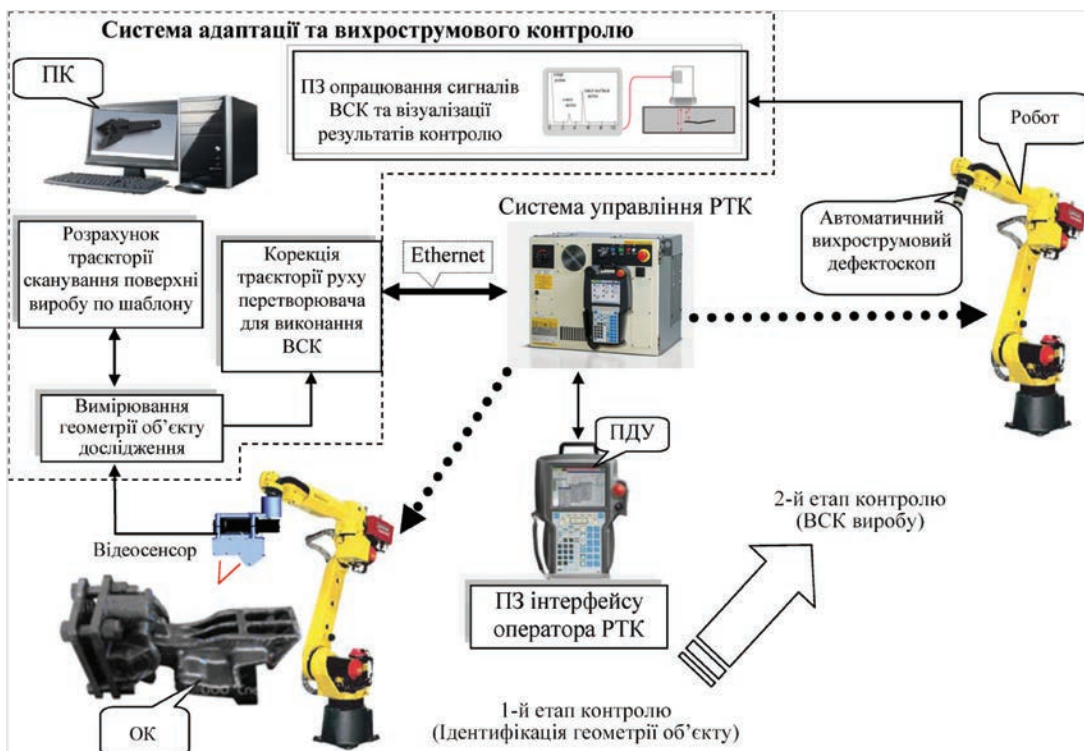 Система адаптації та вихрострумового контролю
ПК
ПЗ опрацювання сигналів
ВСК та візуалізації
результатів контролю
Робот
Автоматичний
вихрострумовий
дефектоскоп
Система управління РТК
Розрахунок
траєкторії
сканування поверхні
виробу по шаблону
Корекція
траєкторії руху
перетворювача
для виконання
ВСК
Ethernet
Вимірювання
геометрії об’єкту
дослідження
ПДУ
Відеосенсор
2-й етап контролю
(ВСК виробу)
ПЗ інтерфейсу
оператора РТК
ОК
1-й етап контролю
(Ідентифікація геометрії об’єкту)